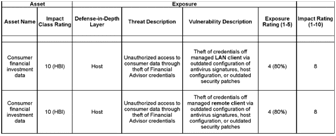 Asset
Exposure
Asset Name
Impact
Class Rating
Defense-in-Depth
Layer
Threat Description
Vulnerability Description
Exposure
Rating (1-5)
Impact Rating
(1-10)
Consumer
financial
investment
data
10 (HBI)
Host
Unauthorized access to
consumer data through
theft of Financial
Advisor credentials
Theft of credentials off
managed LAN client via
outdated configuration of
antivirus signatures, host
configuration, or outdated
security patches
4 (80%)
8
Consumer
financial
investment
data
10 (HBI)
Host
Unauthorized access to
consumer data through
theft of Financial
Advisor credentials
Theft of credentials off
managed remote client via
outdated configuration of
antivirus signatures, host
configuration, or outdated
security patches
4 (80%)
8